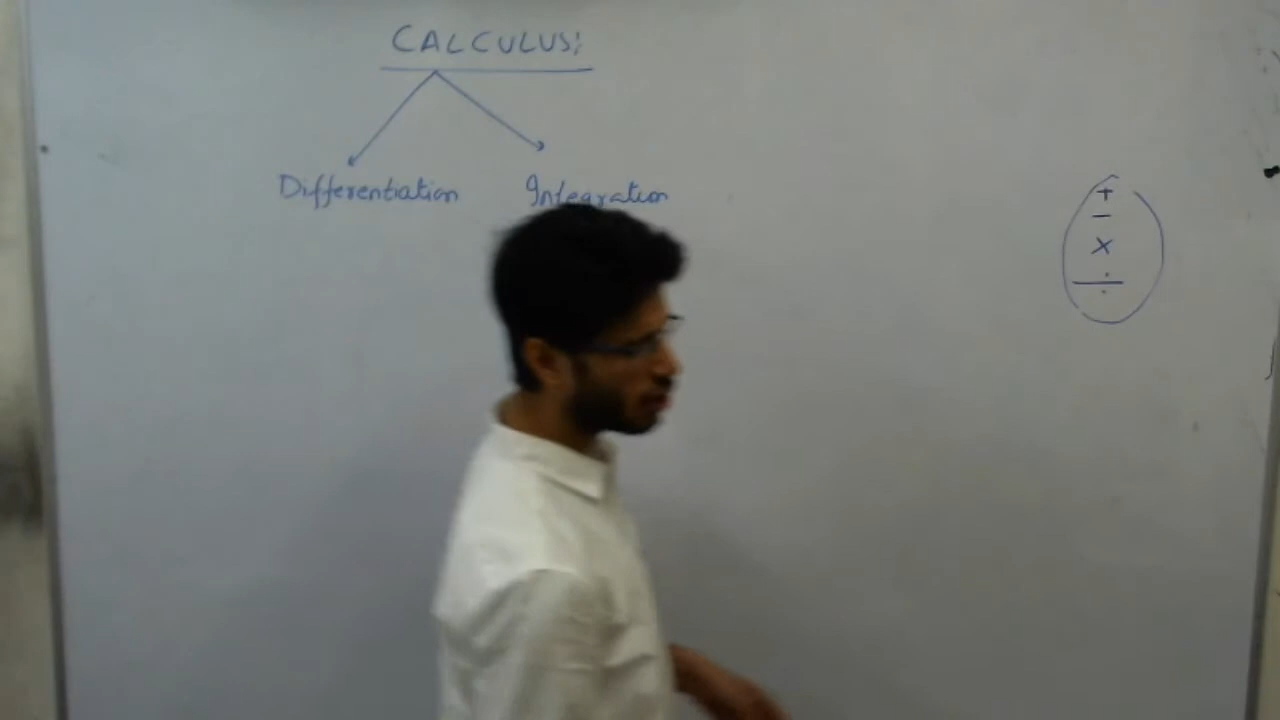 CALCULUS:
Differentiation Integration
+
-
×
÷